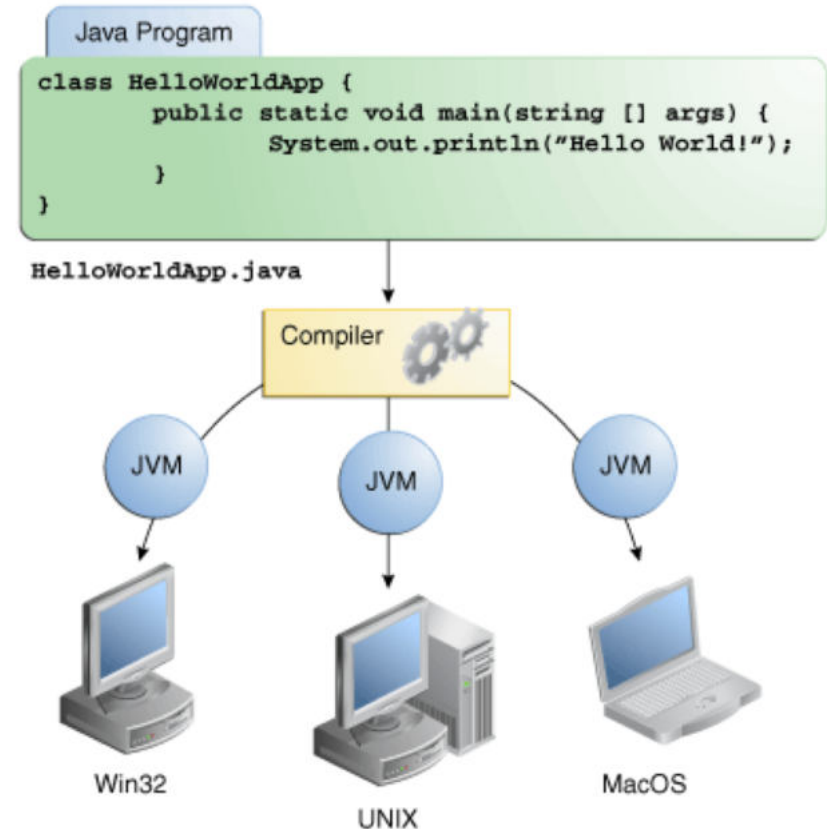 Java Program
class HelloWorldApp {
public static void main(string [] args) {
System.out.println(”Hello World!”);
}
}
HelloWorldApp.java
Compiler
JVM
JVM
JVM
Win32
UNIX
MacOS